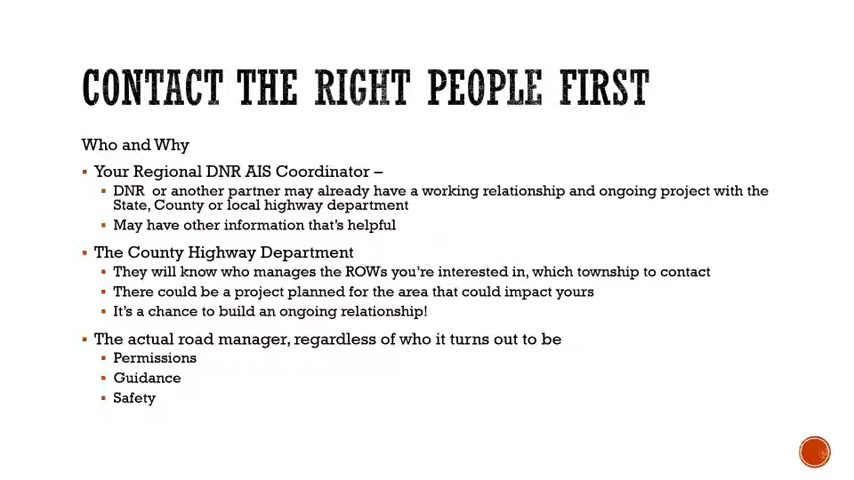 CONTACT THE RIGHT PEOPLE FIRST
Who and Why
▪ Your Regional DNR AIS Coordinator –
▪ DNR or another partner may already have a working relationship and ongoing project with the
State, County or local highway department
▪ May have other information that's helpful
▪ The County Highway Department
▪ They will know who manages the ROWs you're interested in, which township to contact
▪ There could be a project planned for the area that could impact yours
▪ It's a chance to build an ongoing relationship!
▪ The actual road manager, regardless of who it turns out to be
▪ Permissions
▪ Guidance
▪ Safety